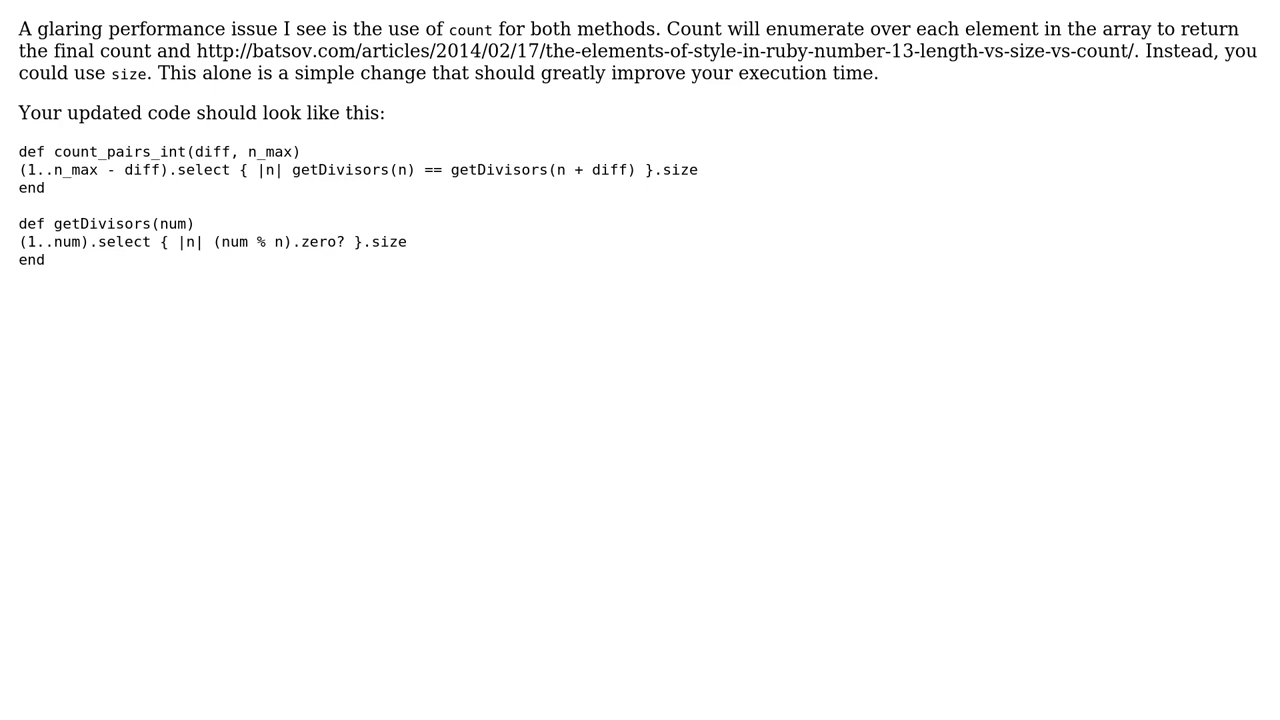 A glaring performance issue I see is the use of count for both methods. Count will enumerate over each element in the array to return
the final count and http://batsov.com/articles/2014/02/17/the-elements-of-style-in-ruby-number-13-length-vs-size-vs-count/. Instead, you
could use size. This alone is a simple change that should greatly improve your execution time.
Your updated code should look like this:
def count_pairs_int(diff, n_max)
(1..n_max - diff).select { |n| getDivisors(n) == getDivisors(n + diff) }.size
end
def getDivisors(num)
(1..num).select { |n| (num % n).zero? }.size
end